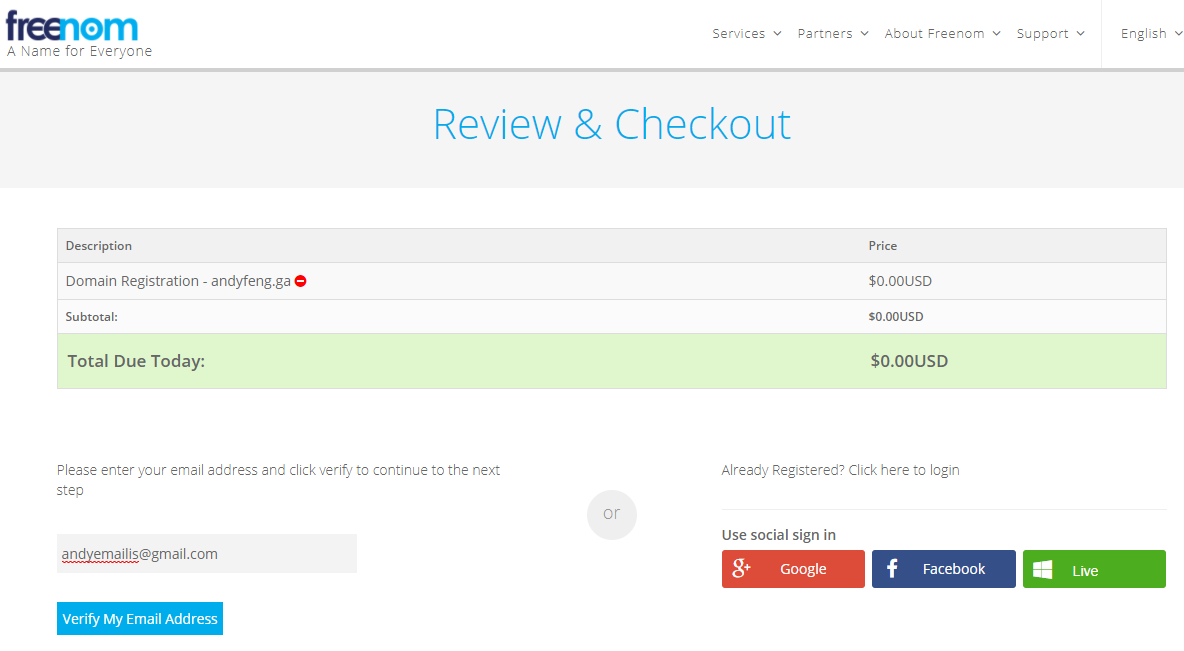 freenom
A Name for Everyone
Services Partners About Freenom Support English
Review & Checkout
Description Price
Domain Registration - andyfeng.ga $0.00USD
Subtotal: $0.00USD
Total Due Today: $0.00USD
Please enter your email address and click verify to continue to the next
step
andyemailis@gmail.com
Verify My Email Address
or
Already Registered? Click here to login
Use social sign in
g+ Google f Facebook Live